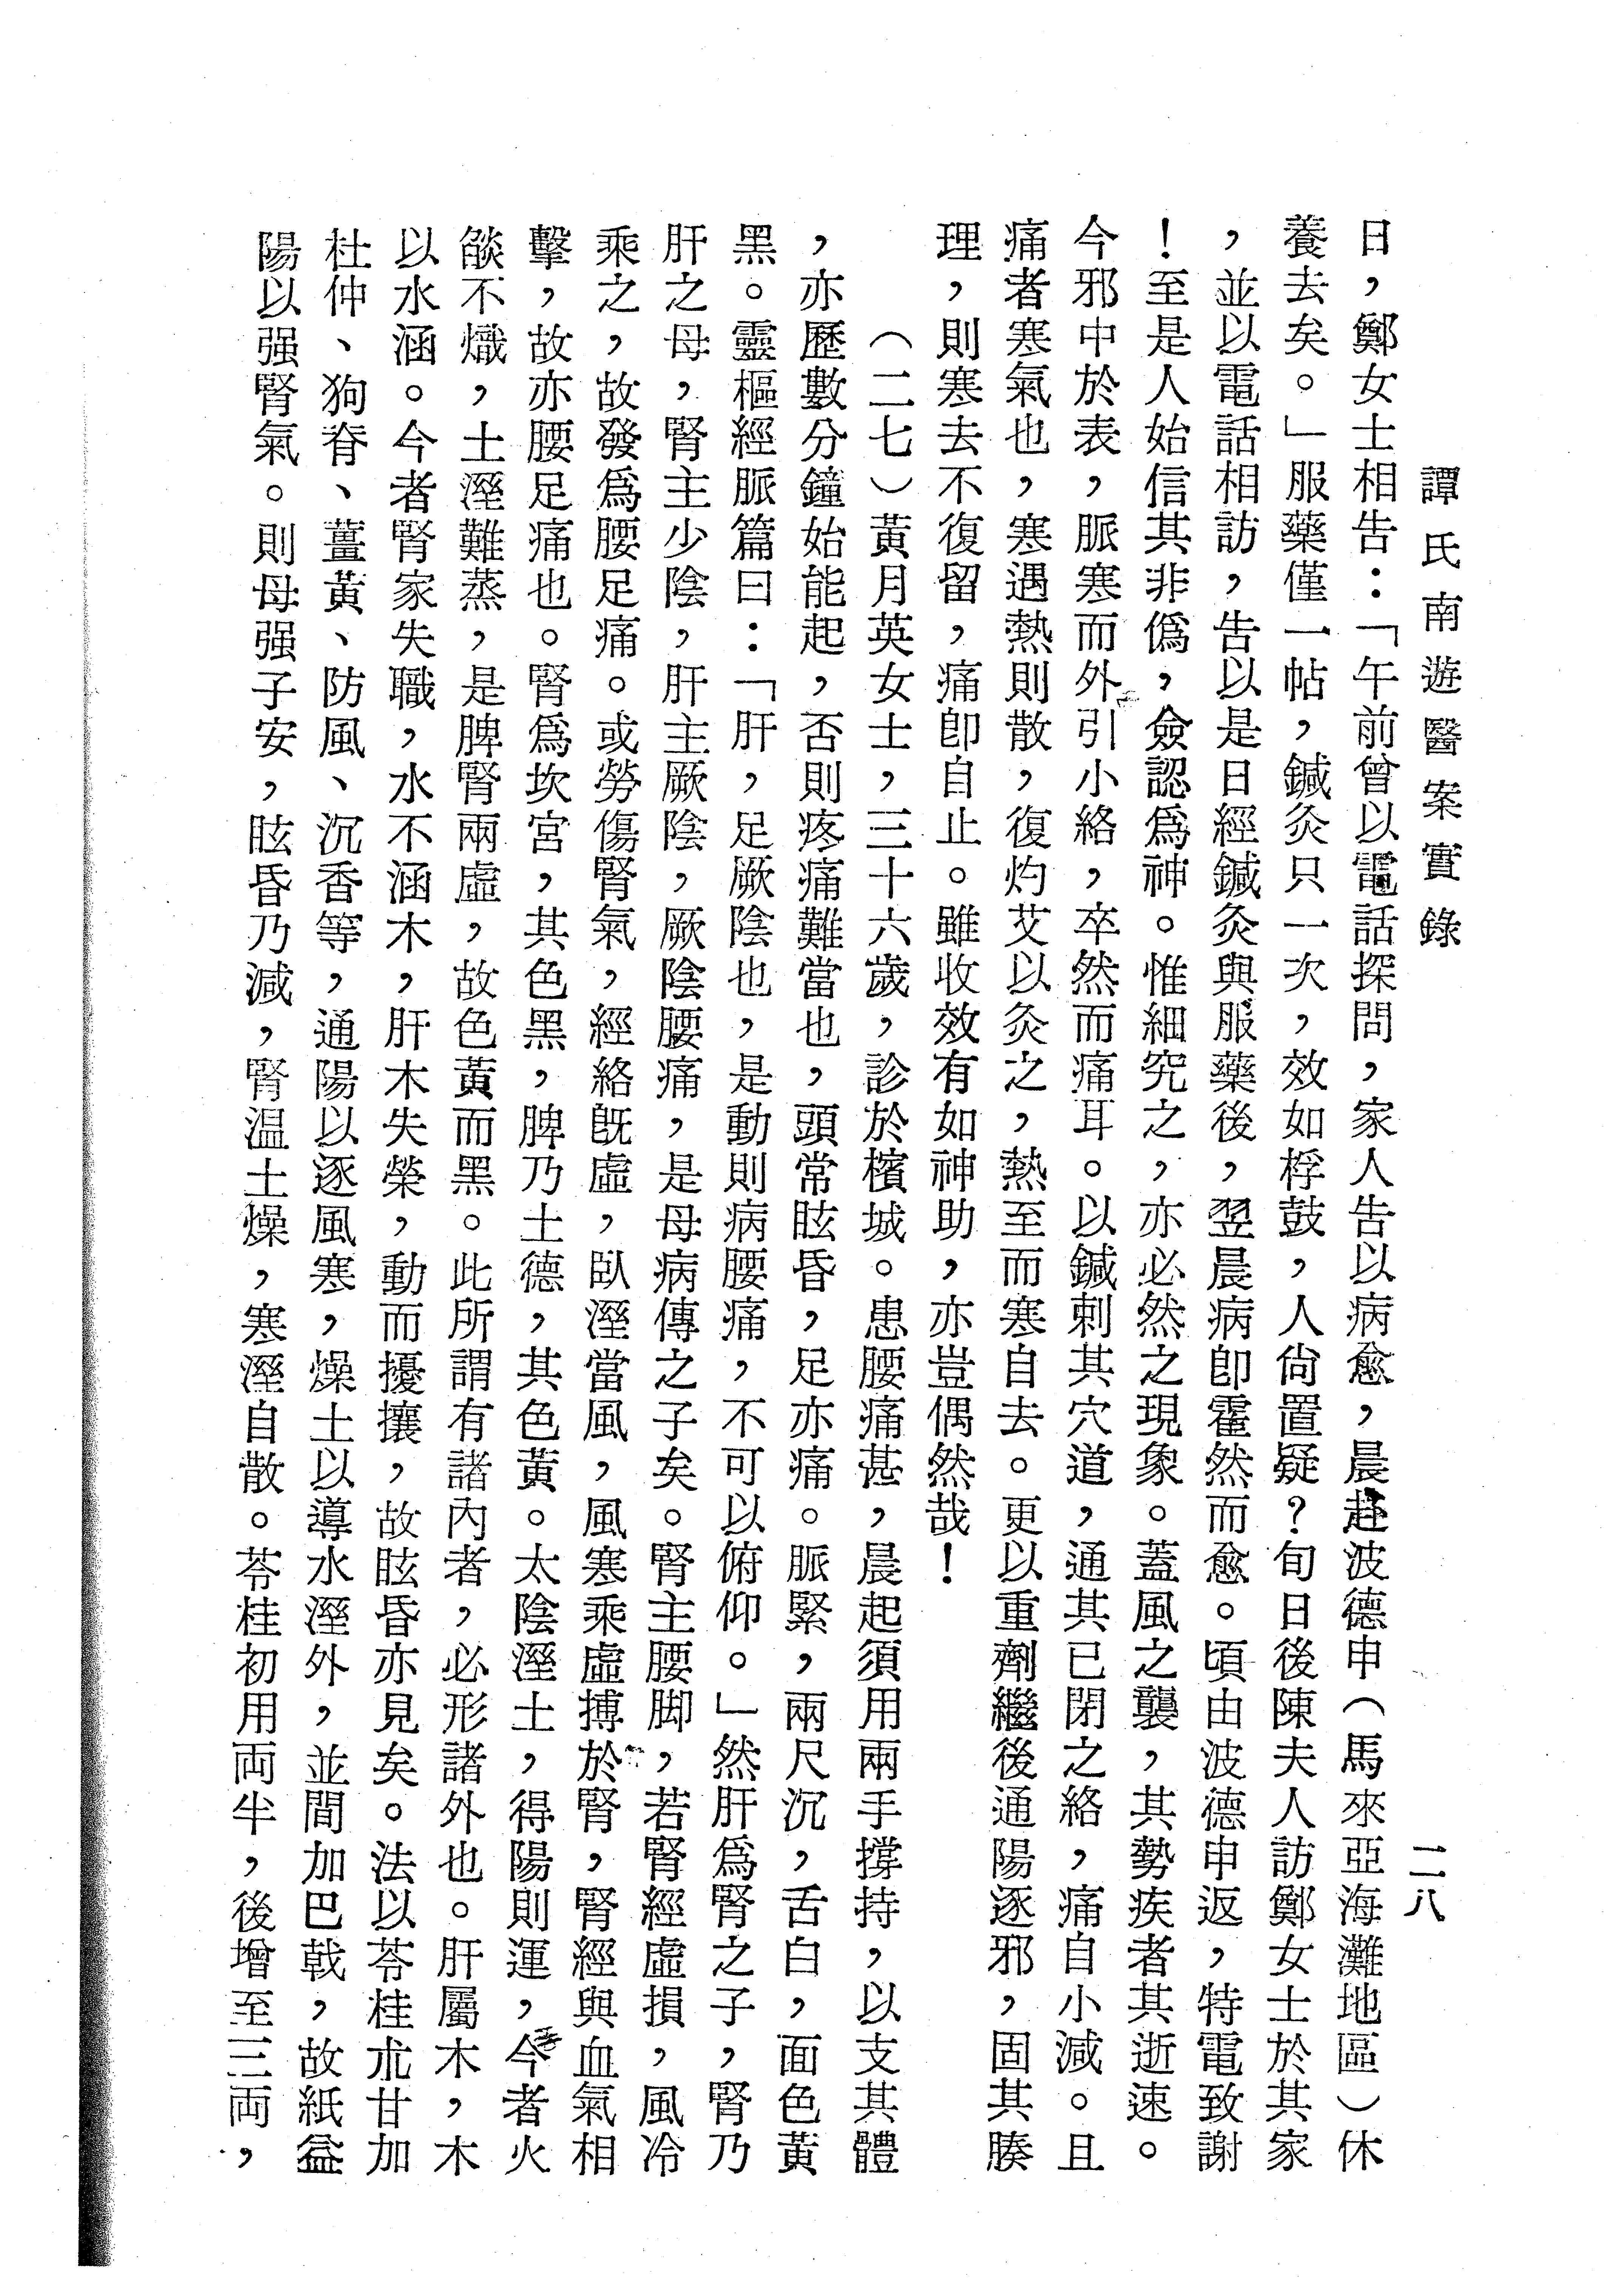 譚氏南遊醫案實錄
二八
日，鄭女士相告：「午前曾以電話探問，家人告以病愈，晨赴波德申（馬來亞海灘地區）休
養去矣。」服藥僅一帖，鍼灸只一次，效如桴鼓，人尙置疑？旬日後陳夫人訪鄭女士於其家
，並以電話相訪，告以是日經鍼灸與服藥後，翌晨病卽霍然而愈。頃由波德申返，特電致謝
！至是人始信其非僞，僉認爲神。惟細究之，亦必然之現象。蓋風之襲，其勢疾者其逝速。
今邪中於表，脈寒而外引小絡，卒然而痛耳。以鍼刺其穴道，通其已閉之絡，痛自小減。且
痛者寒氣也，寒遇熱則散，復灼艾以灸之，熱至而寒自去。更以重劑繼後通陽逐邪，固其腠
理，則寒去不復留，痛卽自止。雖收效有如神助，亦豈偶然哉！
（二七）黃月英女士，三十六歲，診於檳城。患腰痛甚，晨起須用兩手撐持，以支其體
，亦歷數分鐘始能起，否則疼痛難當也，頭常眩昏，足亦痛。脈緊，兩尺沉，舌白，面色黃
黑。靈樞經脈篇曰：「肝，足厥陰也，是動則病腰痛，不可以俯仰。」然肝爲腎之子，腎乃
肝之母，腎主少陰，肝主厥陰，厥陰腰痛，是母病傳之子矣。腎主腰脚，若腎經虛損，風冷
乘之，故發爲腰足痛。或勞傷腎氣，經絡旣虛，臥溼當風，風寒乘虛搏於腎，腎經與血氣相
擊，故亦腰足痛也。腎爲坎宮，其色黑，脾乃土德，其色黃。太陰溼土，得陽則運，今者火
燄不熾，土溼難蒸，是脾腎兩虛，故色黃而黑。此所謂有諸內者，必形諸外也。肝屬木，木
以水涵。今者腎家失職，水不涵木，肝木失榮，動而擾攘，故眩昏亦見矣。法以苓桂朮甘加
杜仲、狗脊、薑黃、防風、沉香等，通陽以逐風寒，燥土以導水溼外，並間加巴戟，故紙益
陽以强腎氣。則母强子安，眩昏乃減，腎温土燥，寒溼自散。苓桂初用両半，後增至三両，